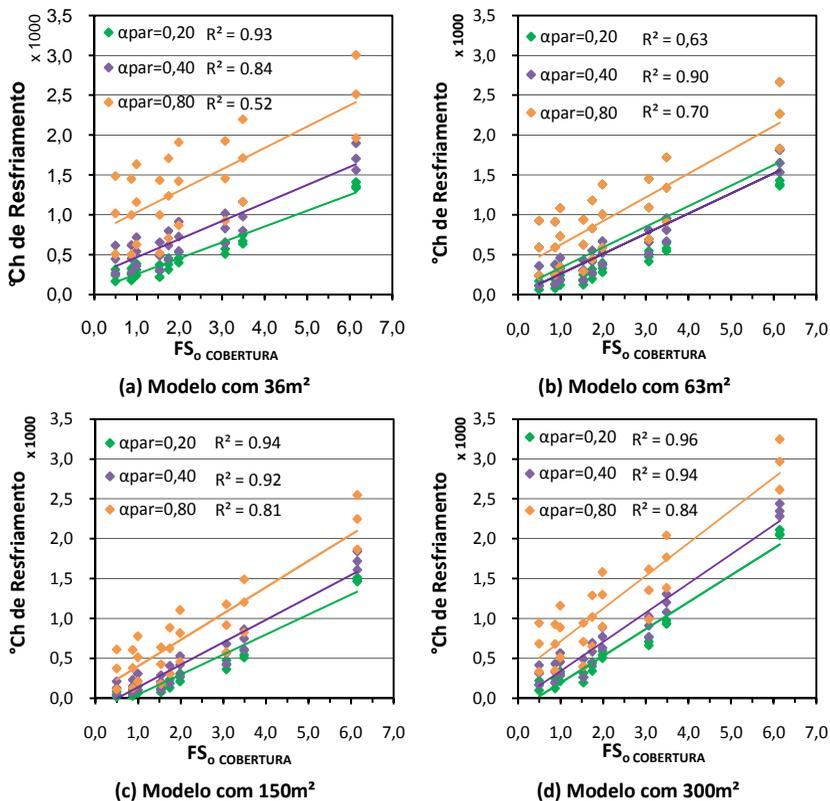 x 1000
°Ch de Resfriamento
3,5
3,0
2,5
2,0
1,5
1,0
0,5
0,0
αpar=0,20 R² = 0.93
αpar=0,40 R² = 0.84
αpar=0,80 R² = 0.52
0,0 1,0 2,0 3,0 4,0 5,0 6,0 7,0
FSo COBERTURA
(a) Modelo com 36m²
x 1000
°Ch de Resfriamento
3,5
3,0
2,5
2,0
1,5
1,0
0,5
0,0
αpar=0,20 R² = 0,63
αpar=0,40 R² = 0.90
αpar=0,80 R² = 0.70
0,0 1,0 2,0 3,0 4,0 5,0 6,0 7,0
FSo COBERTURA
(b) Modelo com 63m²
x 1000
°Ch de Resfriamento
3,5
3,0
2,5
2,0
1,5
1,0
0,5
0,0
αpar=0,20 R² = 0.94
αpar=0,40 R² = 0.92
αpar=0,80 R² = 0.81
0,0 1,0 2,0 3,0 4,0 5,0 6,0 7,0
FSo COBERTURA
(c) Modelo com 150m²
x 1000
°Ch de Resfriamento
3,5
3,0
2,5
2,0
1,5
1,0
0,5
0,0
αpar=0,20 R² = 0.96
αpar=0,40 R² = 0.94
αpar=0,80 R² = 0.84
0,0 1,0 2,0 3,0 4,0 5,0 6,0 7,0
FSo COBERTURA
(d) Modelo com 300m²